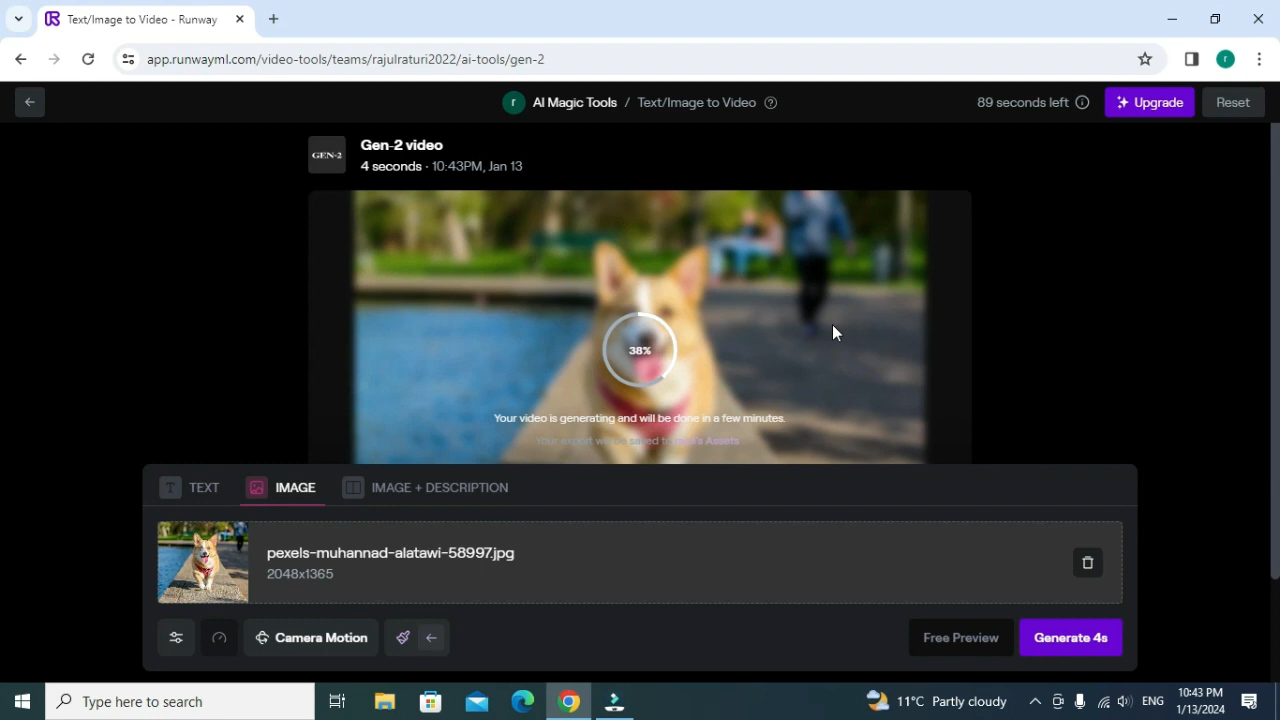 Text/Image to Video - Runway
app.runwayml.com/video-tools/teams/rajulraturi2022/ai-tools/gen-2
r
r AI Magic Tools / Text/Image to Video ?
89 seconds left
Upgrade
Reset
GEN-2
Gen-2 video
4 seconds · 10:43PM, Jan 13
38%
Your video is generating and will be done in a few minutes.
T TEXT
IMAGE
IMAGE + DESCRIPTION
pexels-muhannad-alatawi-58997.jpg
2048x1365
Camera Motion
Free Preview
Generate 4s
Type here to search
11°C Partly cloudy
ENG
10:43 PM
1/13/2024